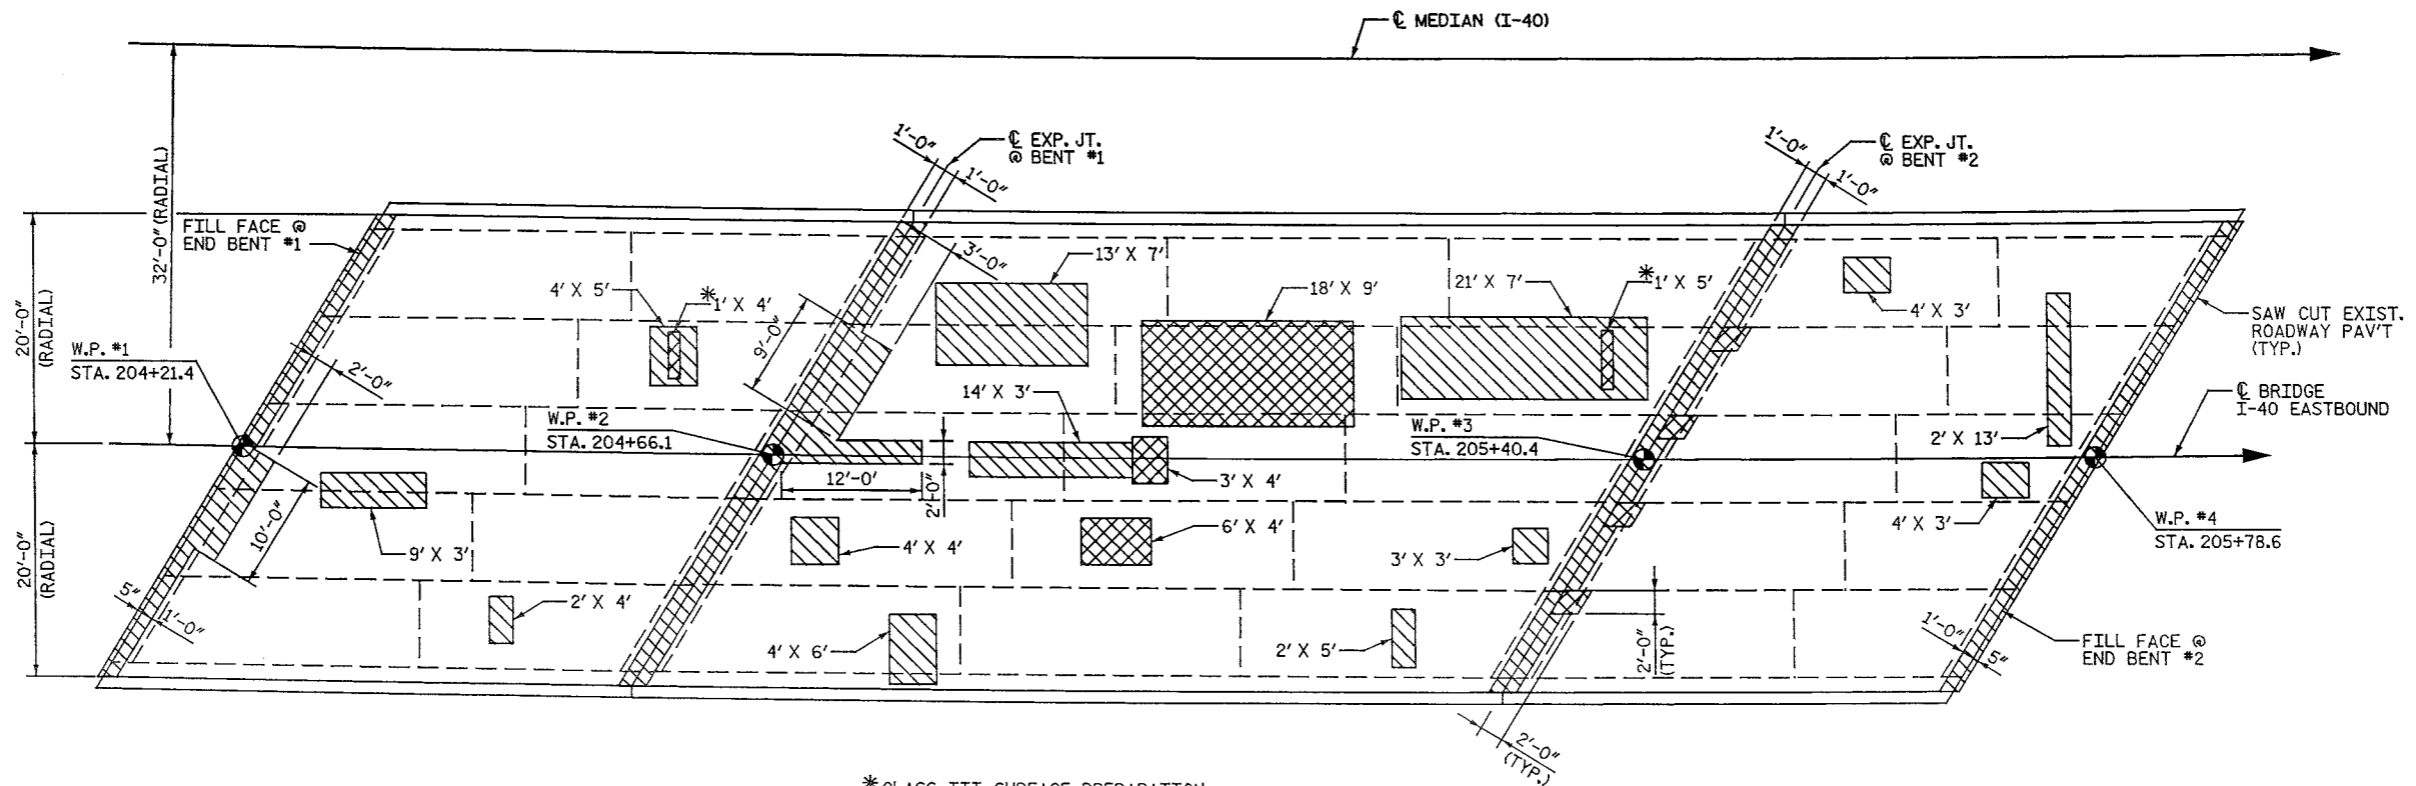 ℄ MEDIAN (I-40)
32'-0" (RADIAL)
1'-0"
℄ EXP. JT.
@ BENT #1
1'-0"
1'-0"
℄ EXP. JT.
@ BENT #2
1'-0"
20'-0"
(RADIAL)
FILL FACE @
END BENT #1
3'-0"
13' X 7'
4' X 5'
*1' X 4'
18' X 9'
21' X 7'
*1' X 5'
4' X 3'
SAW CUT EXIST.
ROADWAY PAV'T
(TYP.)
9'-0"
W.P. #1
STA. 204+21.4
2'-0"
14' X 3'
℄ BRIDGE
I-40 EASTBOUND
W.P. #2
STA. 204+66.1
W.P. #3
STA. 205+40.4
2' X 13'
12'-0'
2'-0"
3' X 4'
10'-0"
9' X 3'
4' X 4'
6' X 4'
3' X 3'
4' X 3'
W.P. #4
STA. 205+78.6
20'-0"
(RADIAL)
5"
1'-0"
2' X 4'
4' X 6'
2' X 5'
2'-0"
(TYP.)
1'-0"
5"
FILL FACE @
END BENT #2
2'-0"
(TYP.)
*CLASS III SURFACE PREPARATION